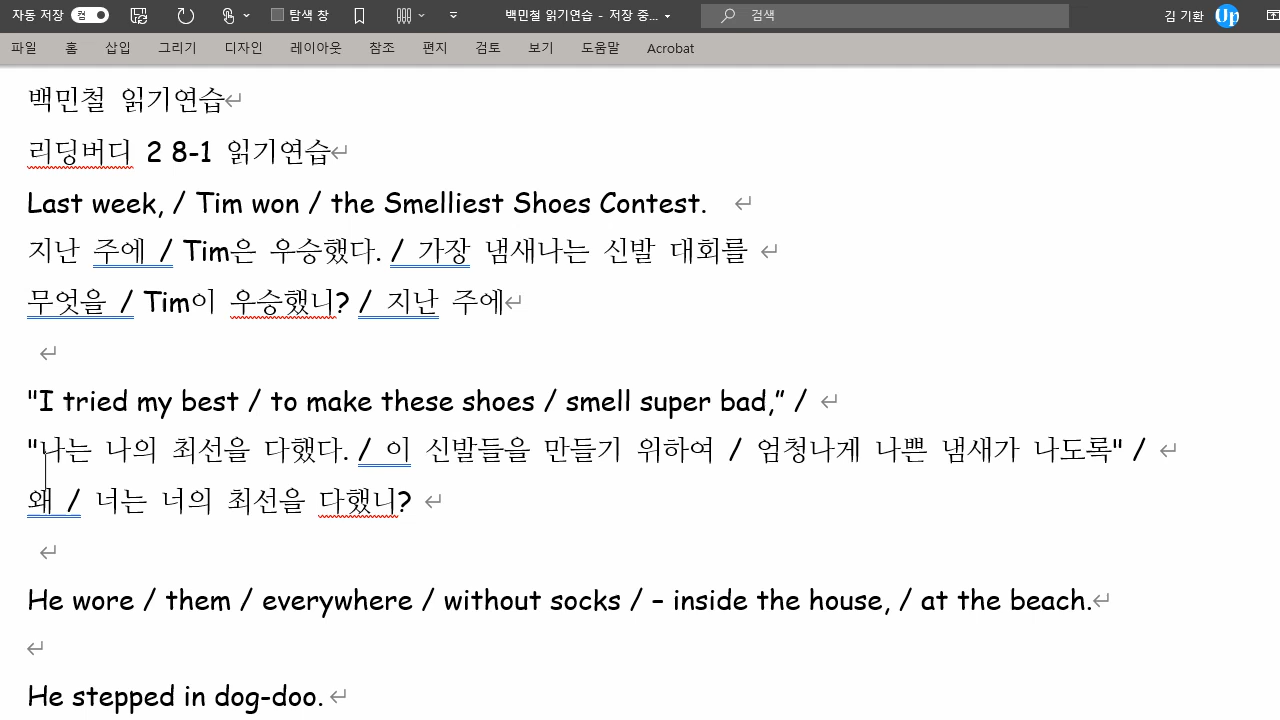 자동 저장 컴 탐색 창 백민철 읽기연습 - 저장 중... 검색 김 기환 Up
파일 홈 삽입 그리기 디자인 레이아웃 참조 편지 검토 보기 도움말 Acrobat
백민철 읽기연습
리딩버디 2 8-1 읽기연습
Last week, / Tim won / the Smelliest Shoes Contest.
지난 주에 / Tim은 우승했다. / 가장 냄새나는 신발 대회를
무엇을 / Tim이 우승했니? / 지난 주에
"I tried my best / to make these shoes / smell super bad,” /
"나는 나의 최선을 다했다. / 이 신발들을 만들기 위하여 / 엄청나게 나쁜 냄새가 나도록" /
왜 / 너는 너의 최선을 다했니?
He wore / them / everywhere / without socks / – inside the house, / at the beach.
He stepped in dog-doo.